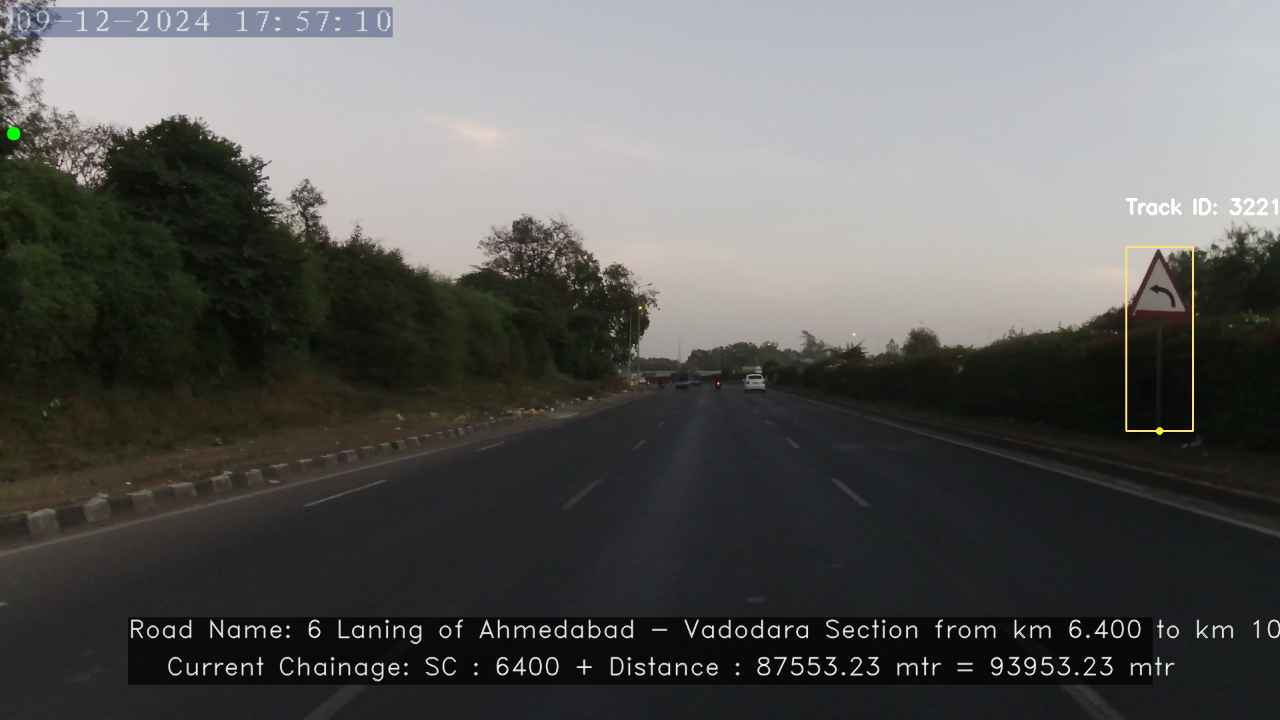 09-12-2024 17:57:10
Track ID: 3221
Road Name: 6 Laning of Ahmedabad - Vadodara Section from km 6.400 to km 10
Current Chainage: SC : 6400 + Distance : 87553.23 mtr = 93953.23 mtr